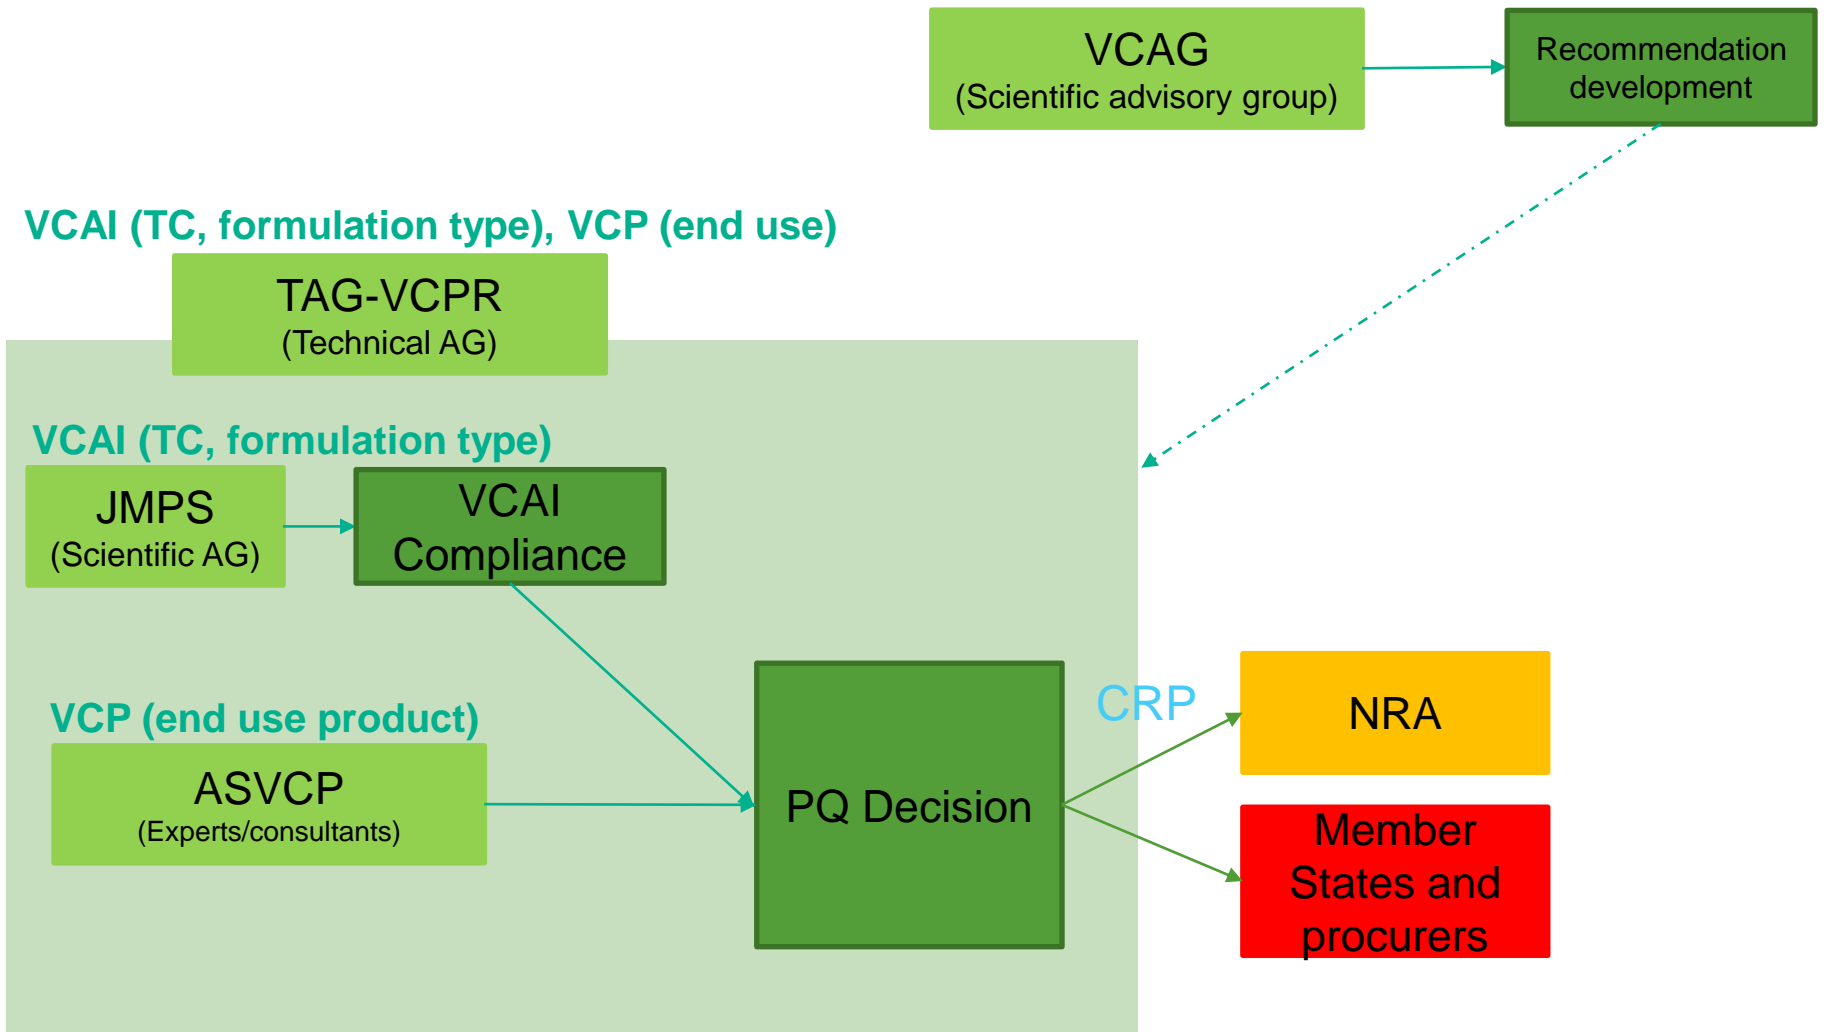 VCAG
(Scientific advisory group)
Recommendation
development
VCAI (TC, formulation type), VCP (end use)
TAG-VCPR
(Technical AG)
VCAI (TC, formulation type)
JMPS
(Scientific AG)
VCAI
Compliance
VCP (end use product)
ASVCP
(Experts/consultants)
PQ Decision
CRP
NRA
Member
States and
procurers